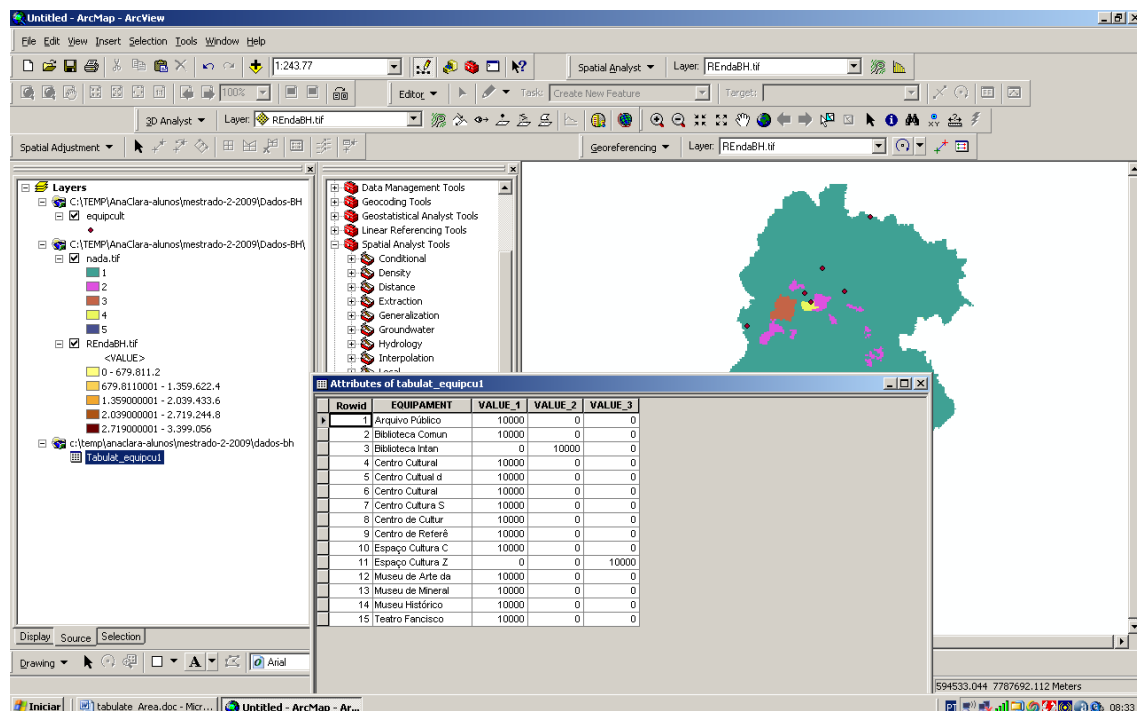 Untitled - ArcMap - ArcView
File Edit View Insert Selection Tools Window Help
1:243.77
Spatial Analyst Layer: REndaBH.tif
100%
Editor Task: Create New Feature Target:
3D Analyst Layer: REndaBH.tif
Spatial Adjustment
Georeferencing Layer: REndaBH.tif
Layers
C:\TEMP\AnaClara-alunos\mestrado-2-2009\Dados-BH
equipcult
C:\TEMP\AnaClara-alunos\mestrado-2-2009\Dados-BH\
nada.tif
1
2
3
4
5
REndaBH.tif
<VALUE>
0 - 679.811.2
679.8110001 - 1.359.622.4
1.359000001 - 2.039.433.6
2.039000001 - 2.719.244.8
2.719000001 - 3.399.056
c:\temp\anaclara-alunos\mestrado-2-2009\dados-bh
Tabulat_equipcu1
Data Management Tools
Geocoding Tools
Geostatistical Analyst Tools
Linear Referencing Tools
Spatial Analyst Tools
Conditional
Density
Distance
Extraction
Generalization
Groundwater
Hydrology
Interpolation
Local
Attributes of tabulat_equipcu1
Rowid EQUIPAMENT VALUE_1 VALUE_2 VALUE_3
1 Arquivo Público 10000 0 0
2 Biblioteca Comun 10000 0 0
3 Biblioteca Intan 0 10000 0
4 Centro Cultural 10000 0 0
5 Centro Cultual d 10000 0 0
6 Centro Cultural 10000 0 0
7 Centro Cultura S 10000 0 0
8 Centro de Cultur 10000 0 0
9 Centro de Referê 10000 0 0
10 Espaço Cultura C 10000 0 0
11 Espaço Cultura Z 0 0 10000
12 Museu de Arte da 10000 0 0
13 Museu de Mineral 10000 0 0
14 Museu Histórico 10000 0 0
15 Teatro Fancisco 10000 0 0
Display Source Selection
Drawing A Arial
594533.044 7787692.112 Meters
Iniciar tabulate_Area.doc - Micr... Untitled - ArcMap - Ar... PT 08:33